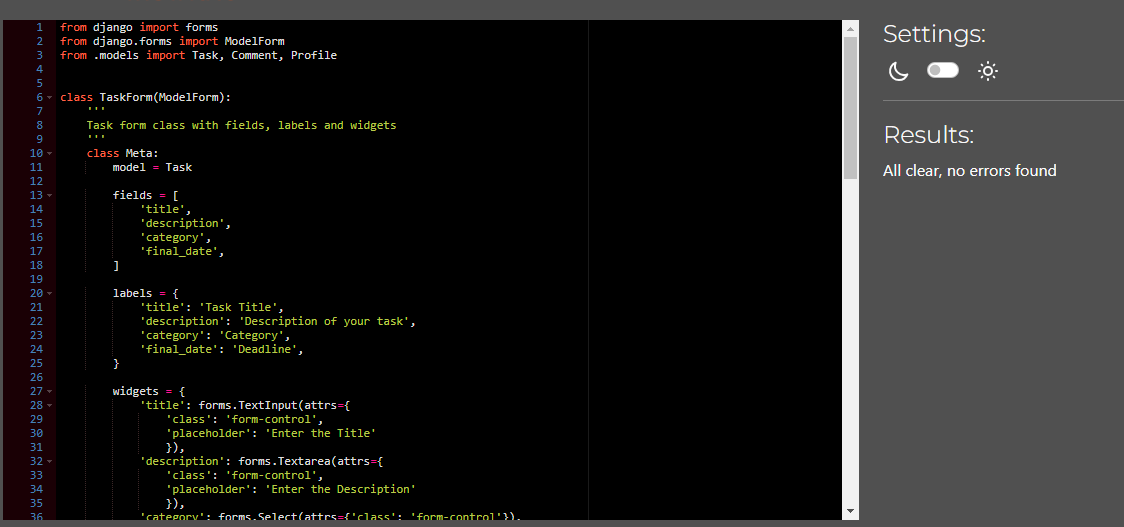 1 from django import forms
2 from django.forms import ModelForm
3 from .models import Task, Comment, Profile
4
5
6 class TaskForm(ModelForm):
7     '''
8     Task form class with fields, labels and widgets
9     '''
10     class Meta:
11         model = Task
12
13         fields = [
14             'title',
15             'description',
16             'category',
17             'final_date',
18         ]
19
20         labels = {
21             'title': 'Task Title',
22             'description': 'Description of your task',
23             'category': 'Category',
24             'final_date': 'Deadline',
25         }
26
27         widgets = {
28             'title': forms.TextInput(attrs={
29                 'class': 'form-control',
30                 'placeholder': 'Enter the Title'
31                 }),
32             'description': forms.Textarea(attrs={
33                 'class': 'form-control',
34                 'placeholder': 'Enter the Description'
35                 }),
36             'category': forms.Select(attrs={'class': 'form-control'}),
Settings:
Results:
All clear, no errors found